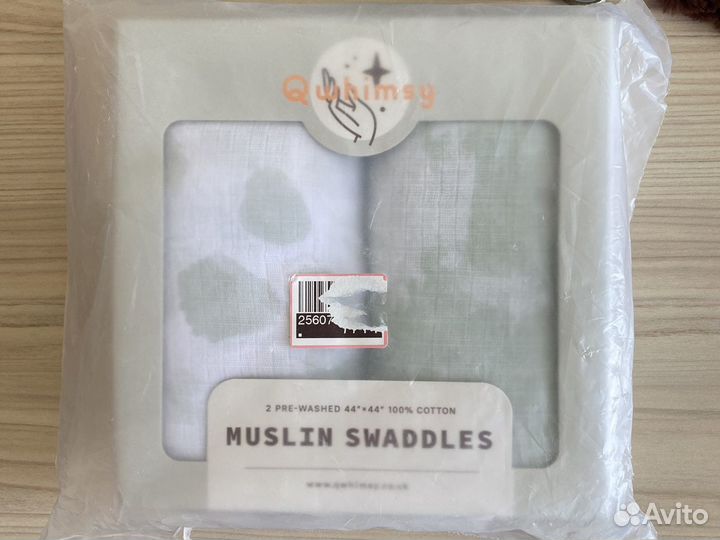 Qwhimsy
25607
2 PRE-WASHED 44"×44" 100% COTTON
MUSLIN SWADDLES
www.qwhimsy.co.uk
Avito